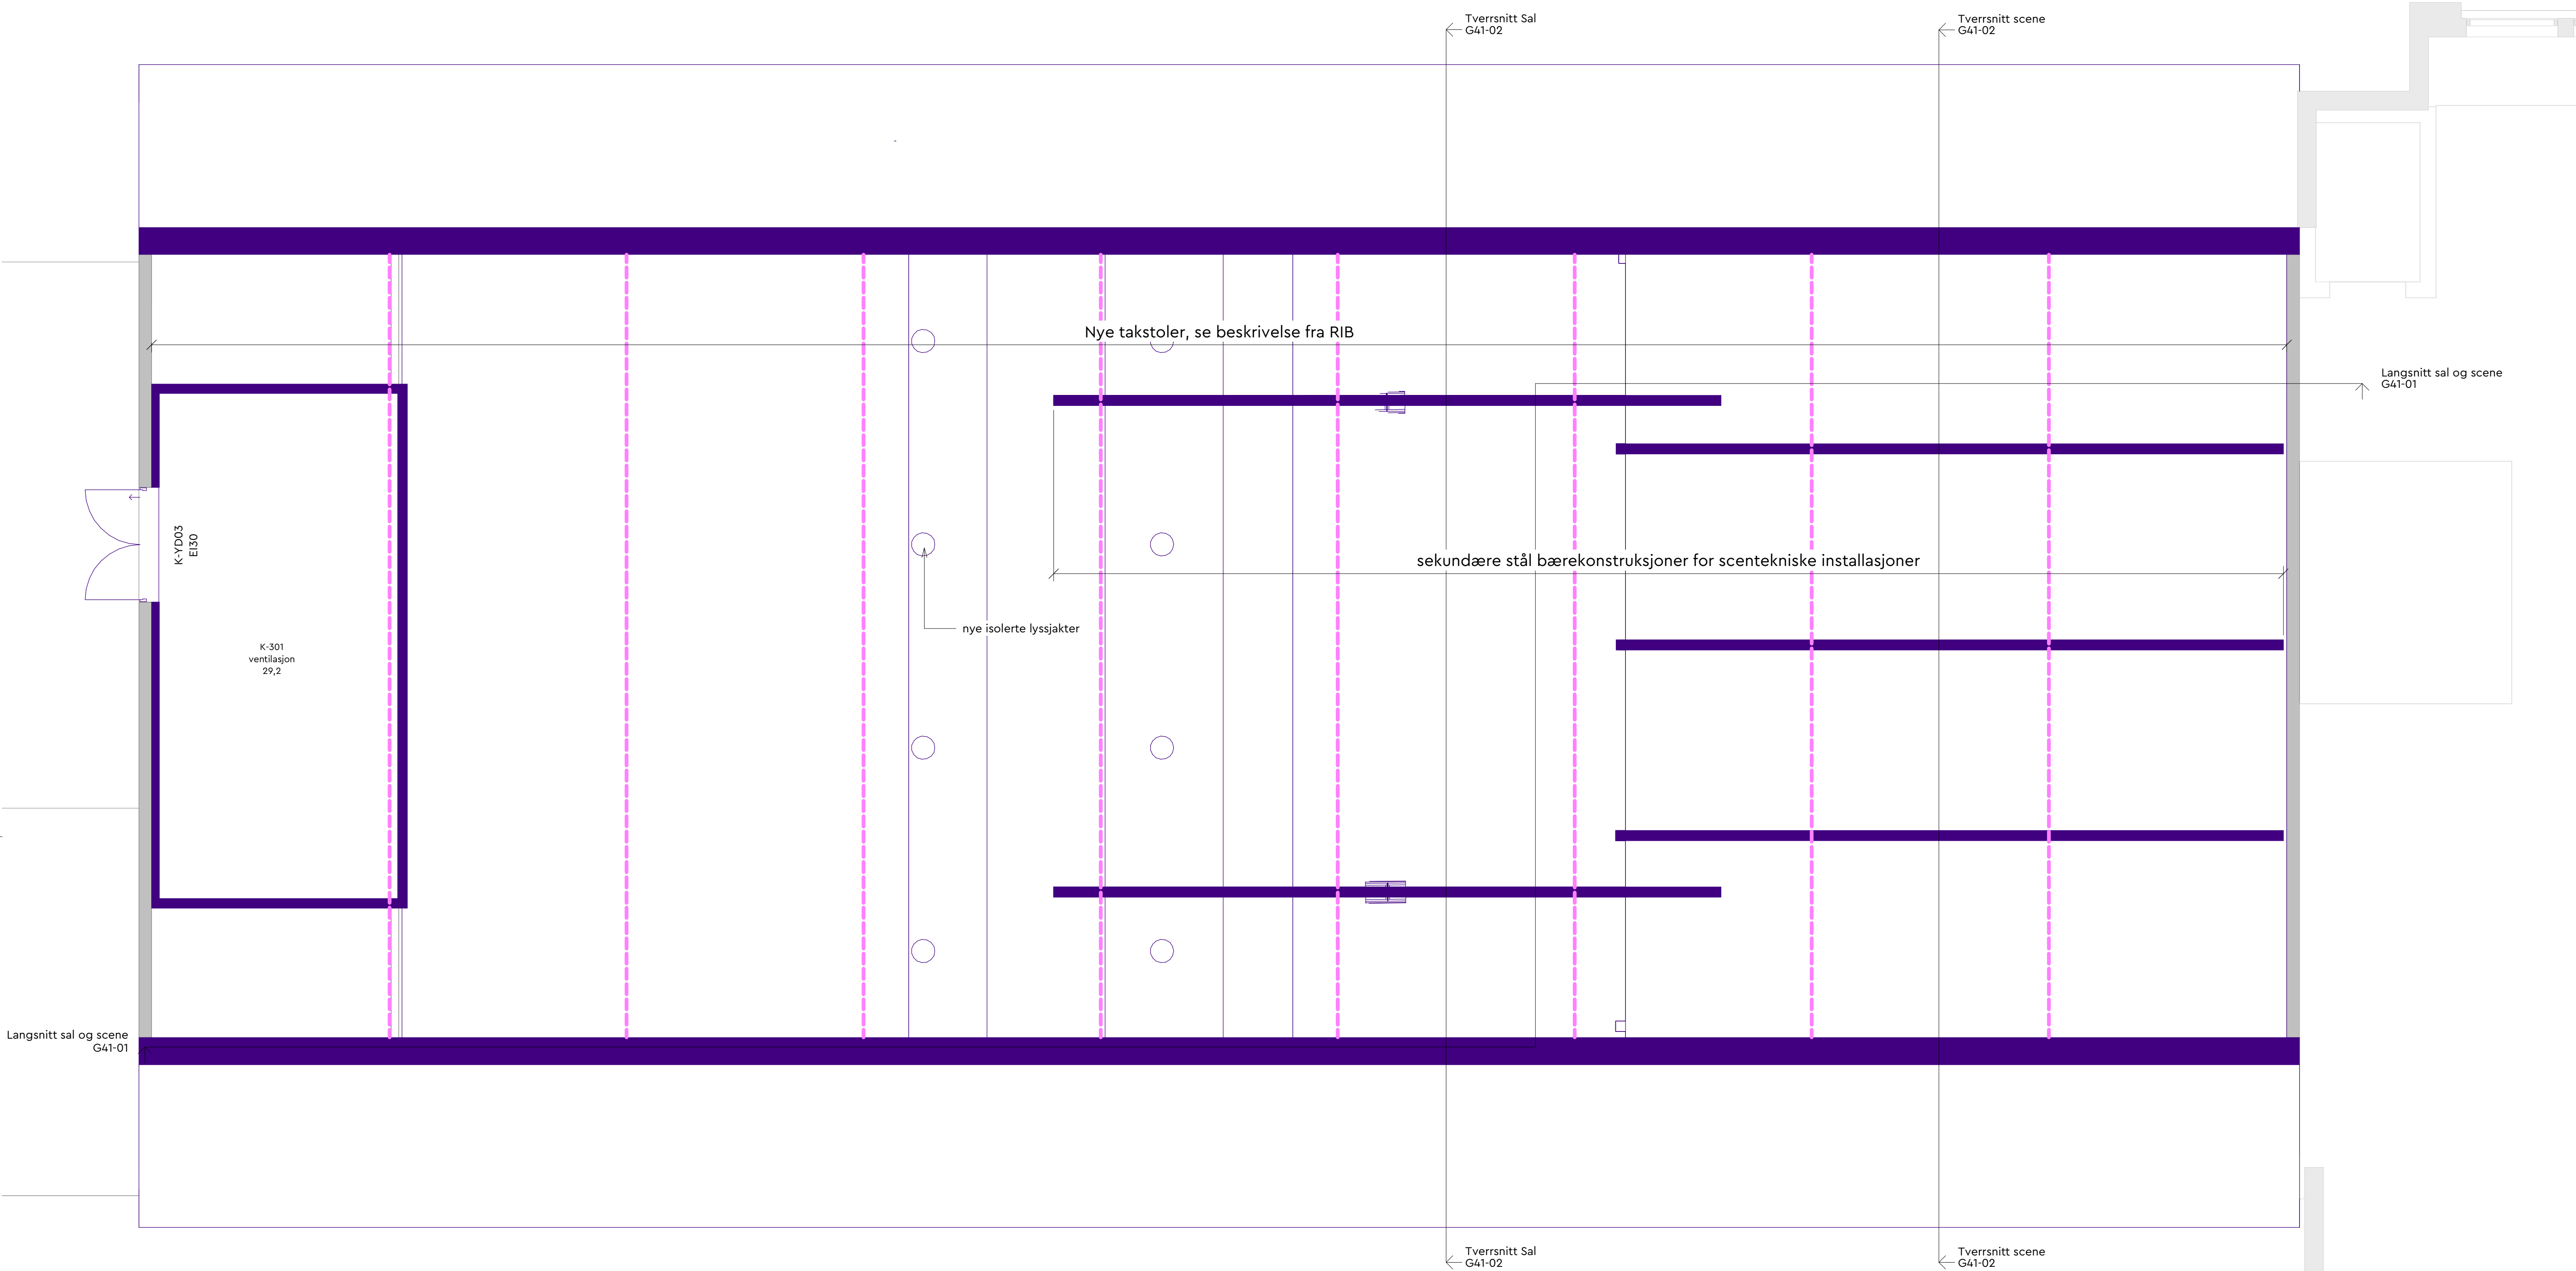 Tverrsnitt Sal
G41-02
Tverrsnitt scene
G41-02
Nye takstoler, se beskrivelse fra RIB
Langsnitt sal og scene
G41-01
K-YD03
EI30
sekundære stål bærekonstruksjoner for scentekniske installasjoner
nye isolerte lyssjakter
K-301
ventilasjon
29,2
Langsnitt sal og scene
G41-01
Tverrsnitt Sal
G41-02
Tverrsnitt scene
G41-02